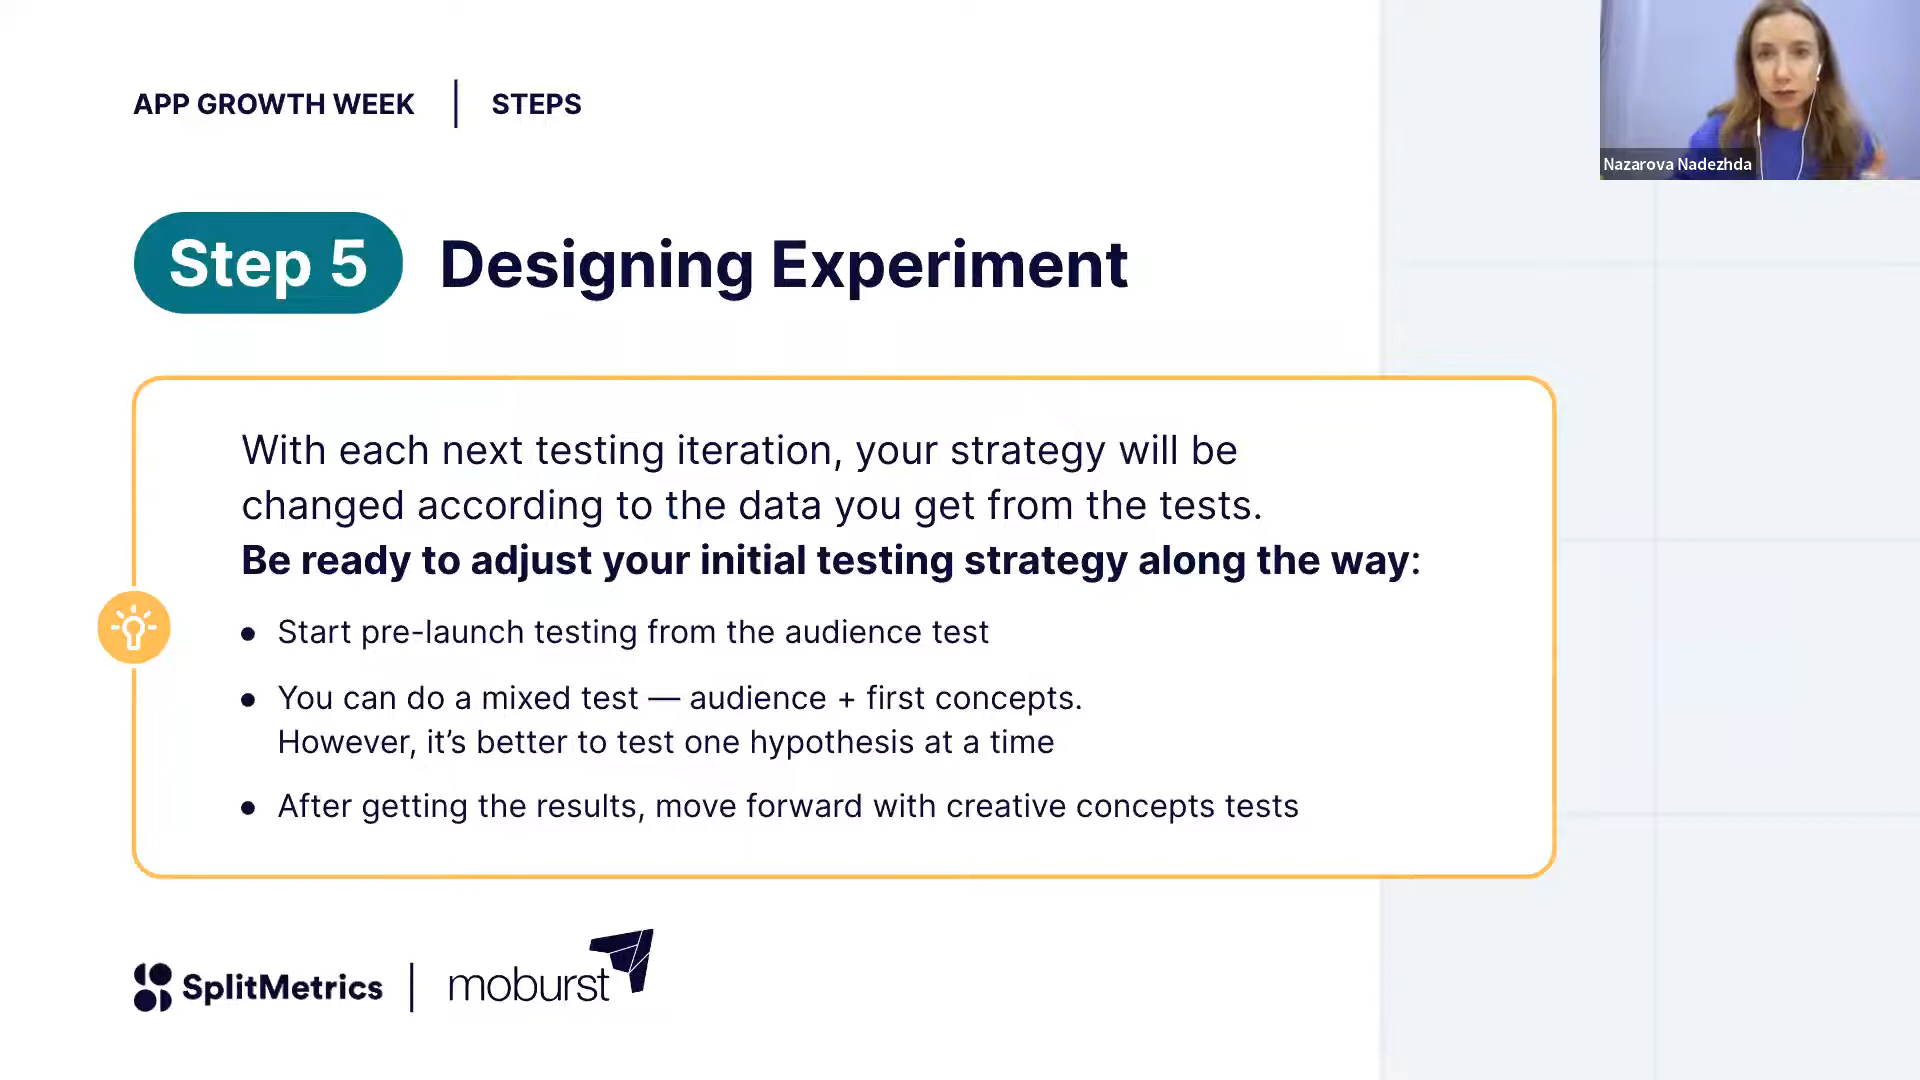 APP GROWTH WEEK | STEPS
Nazarova Nadezhda
Step 5 Designing Experiment
With each next testing iteration, your strategy will be
changed according to the data you get from the tests.
Be ready to adjust your initial testing strategy along the way:
• Start pre-launch testing from the audience test
• You can do a mixed test — audience + first concepts.
However, it’s better to test one hypothesis at a time
• After getting the results, move forward with creative concepts tests
SplitMetrics | moburst